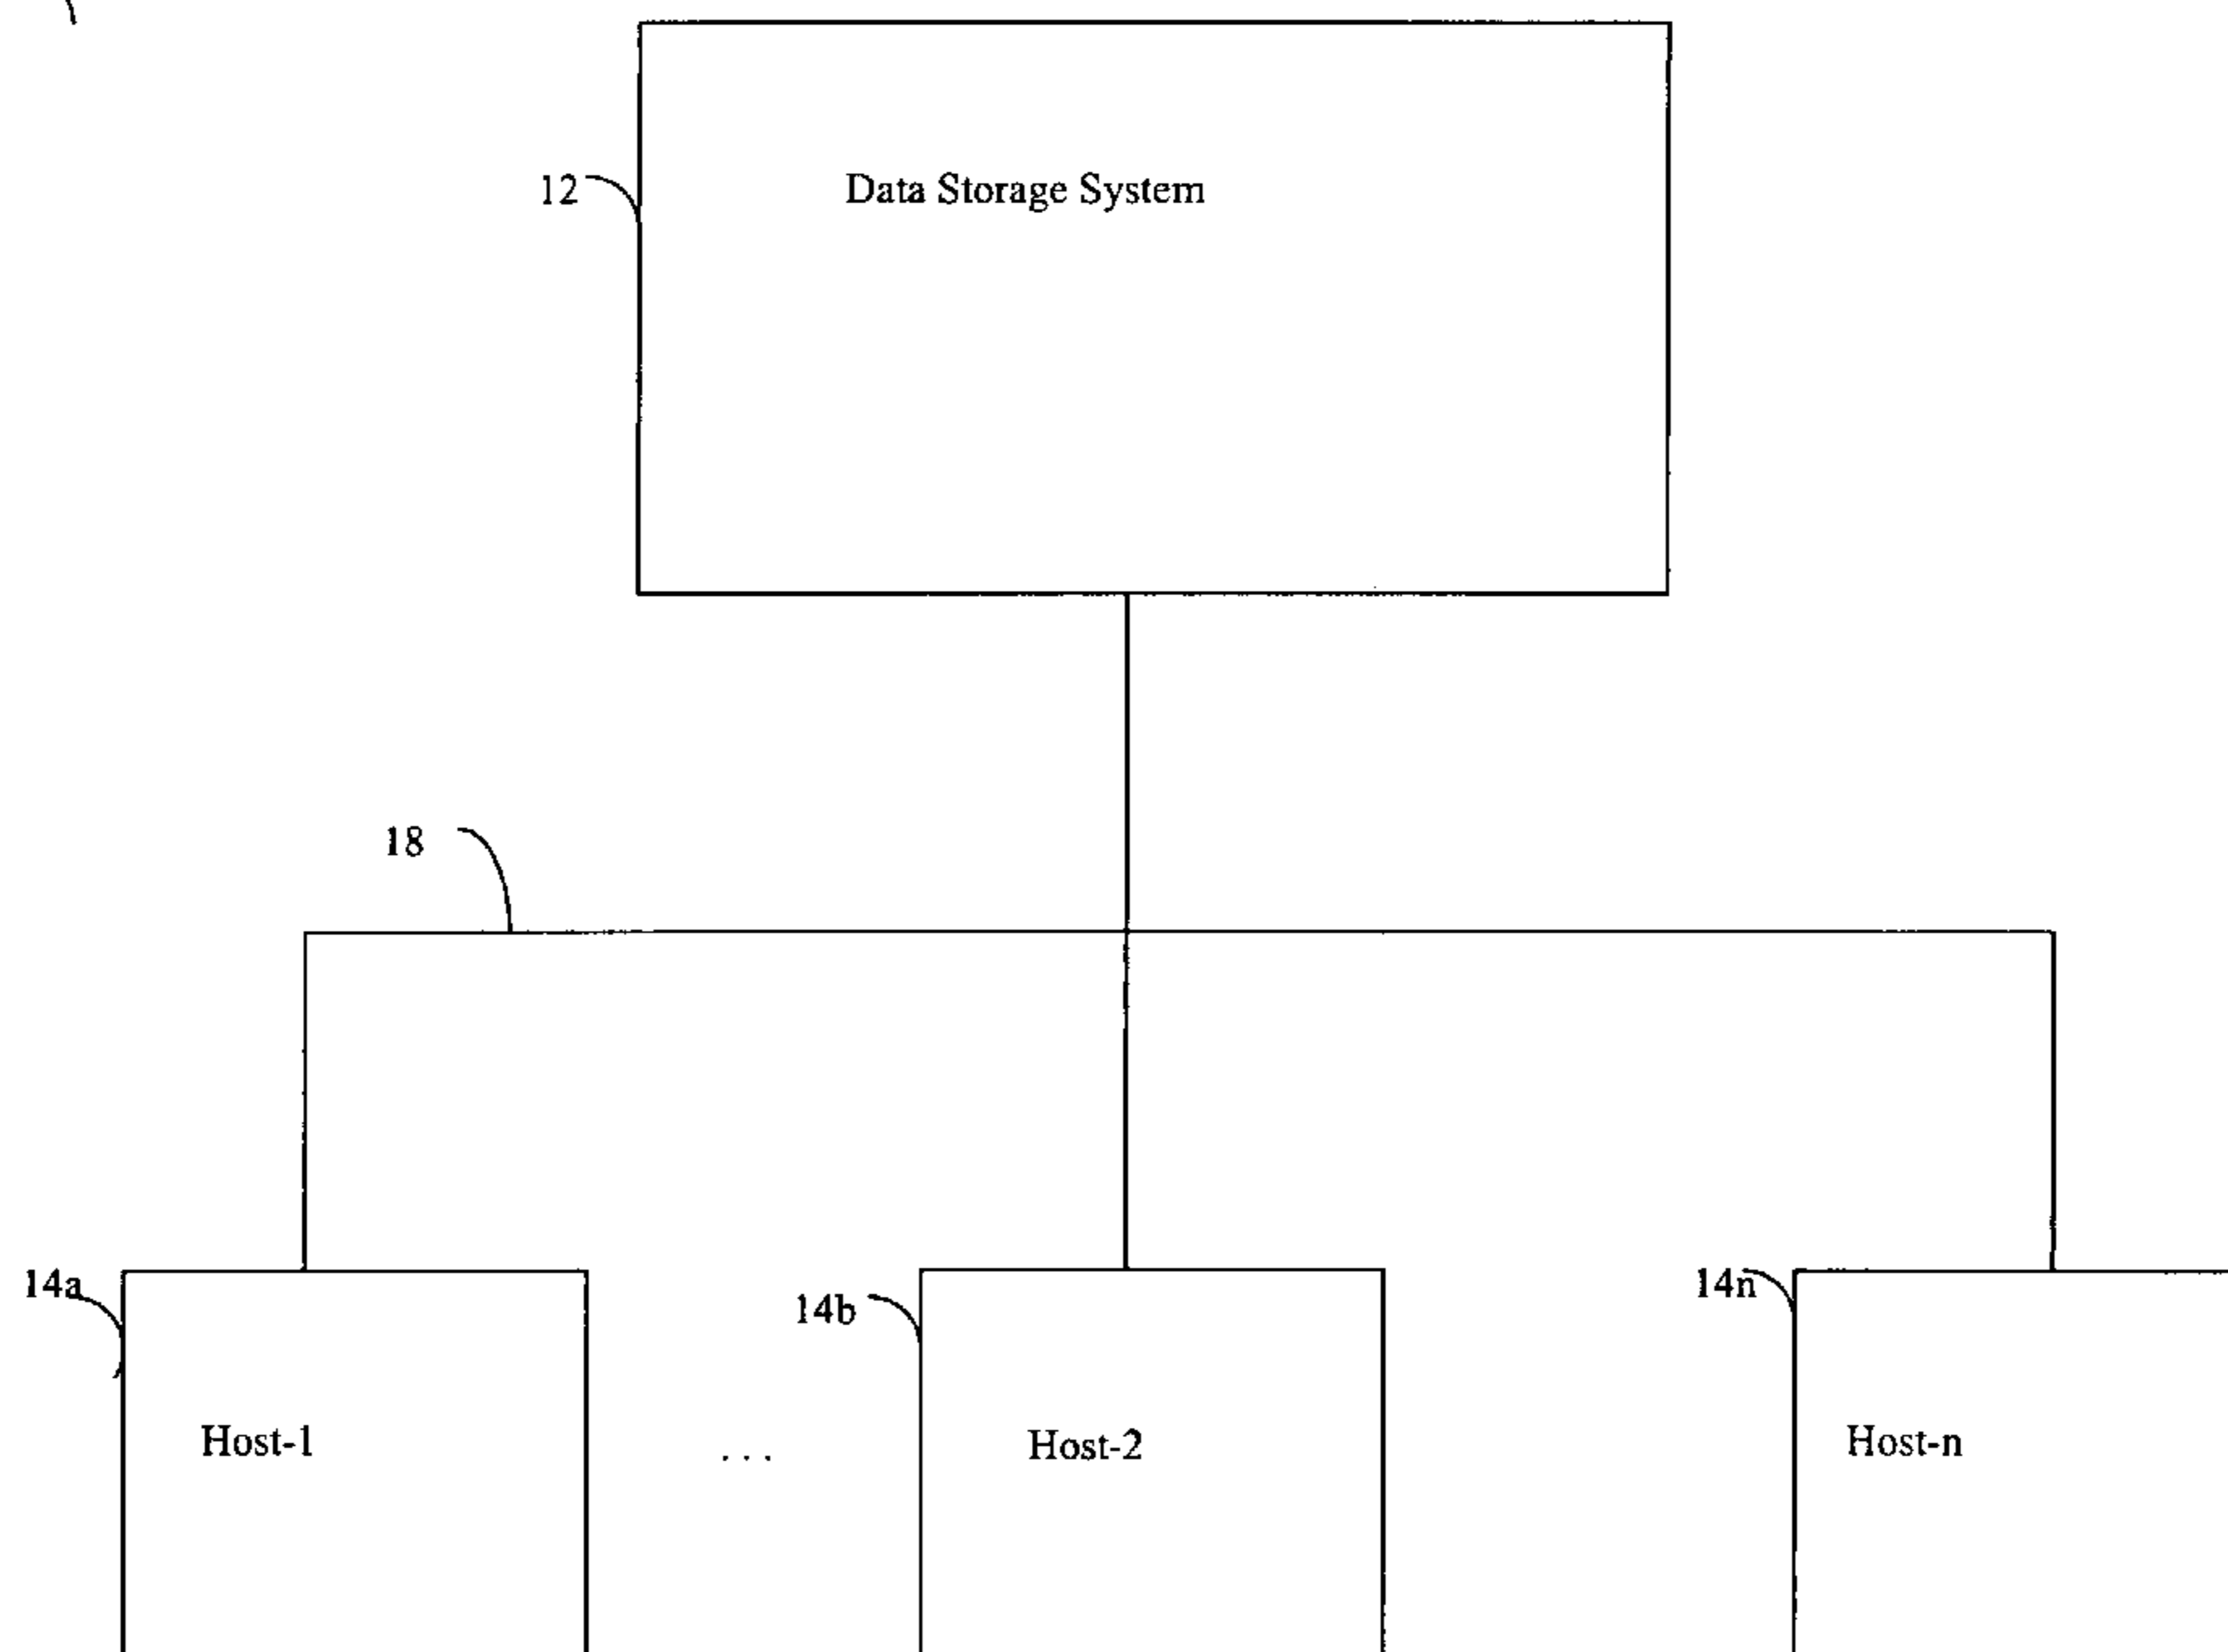 12
Data Storage System
18
14a
14b
14n
Host-1
. . .
Host-2
Host-n